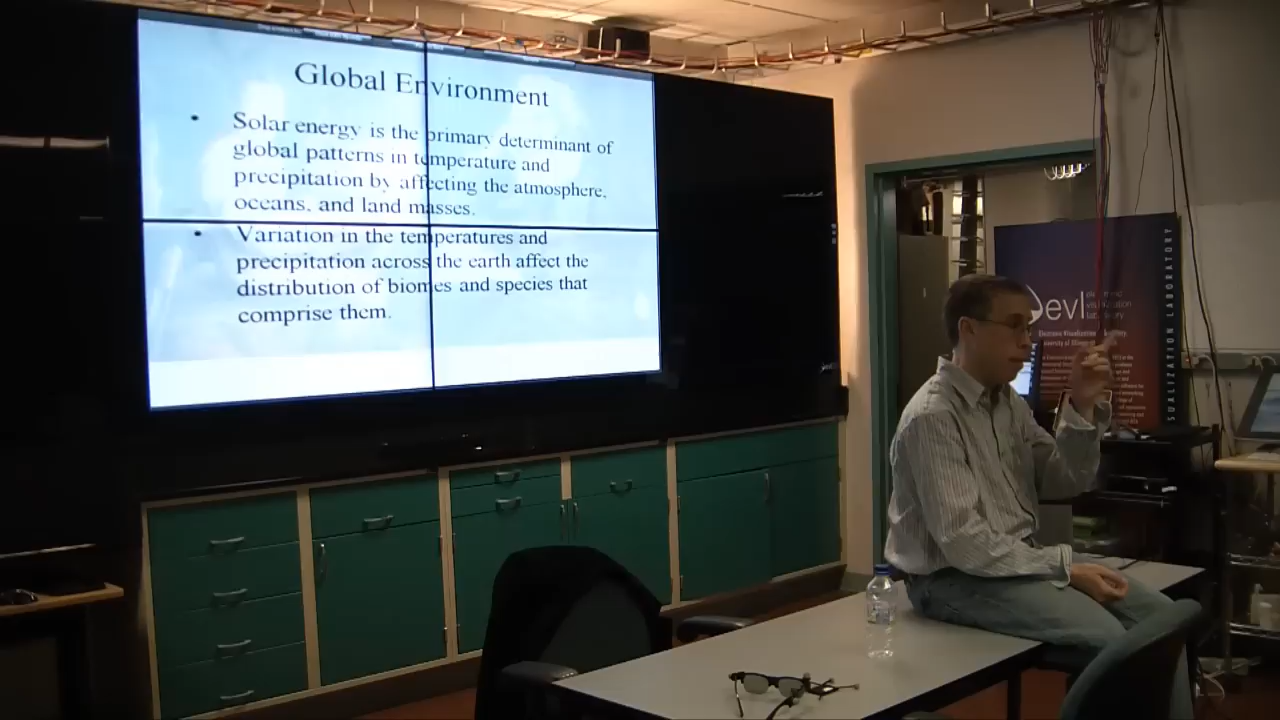 Global Environment
• Solar energy is the primary determinant of
global patterns in temperature and
precipitation by affecting the atmosphere,
oceans, and land masses.
• Variation in the temperatures and
precipitation across the earth affect the
distribution of biomes and species that
comprise them.
evl
Electronic Visualization
SUALIZATION LABORATORY